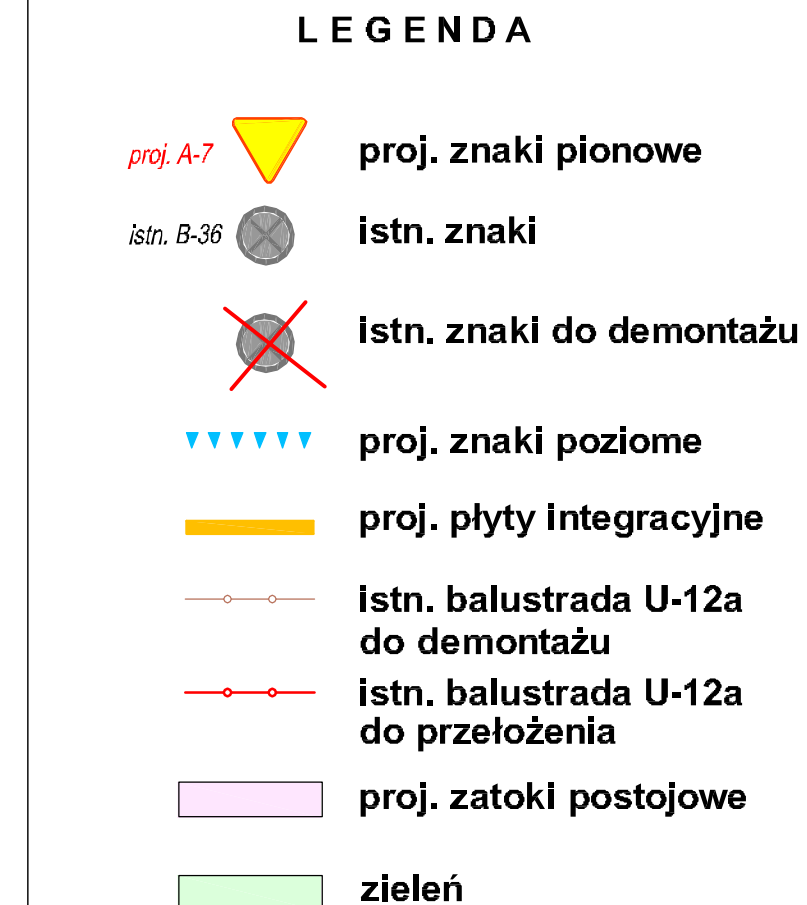 LEGENDA
proj. A-7 proj. znaki pionowe
istn. B-36 istn. znaki
istn. znaki do demontażu
proj. znaki poziome
proj. płyty integracyjne
istn. balustrada U-12a
do demontażu
istn. balustrada U-12a
do przełożenia
proj. zatoki postojowe
zieleń